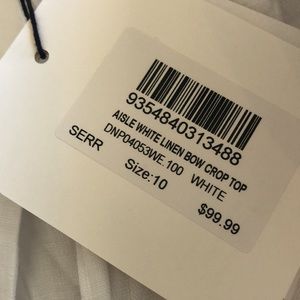 9354840313488
AISLE WHITE LINEN BOW CROP TOP
DNP04053WE.100 WHITE
SERR Size:10 $99.99